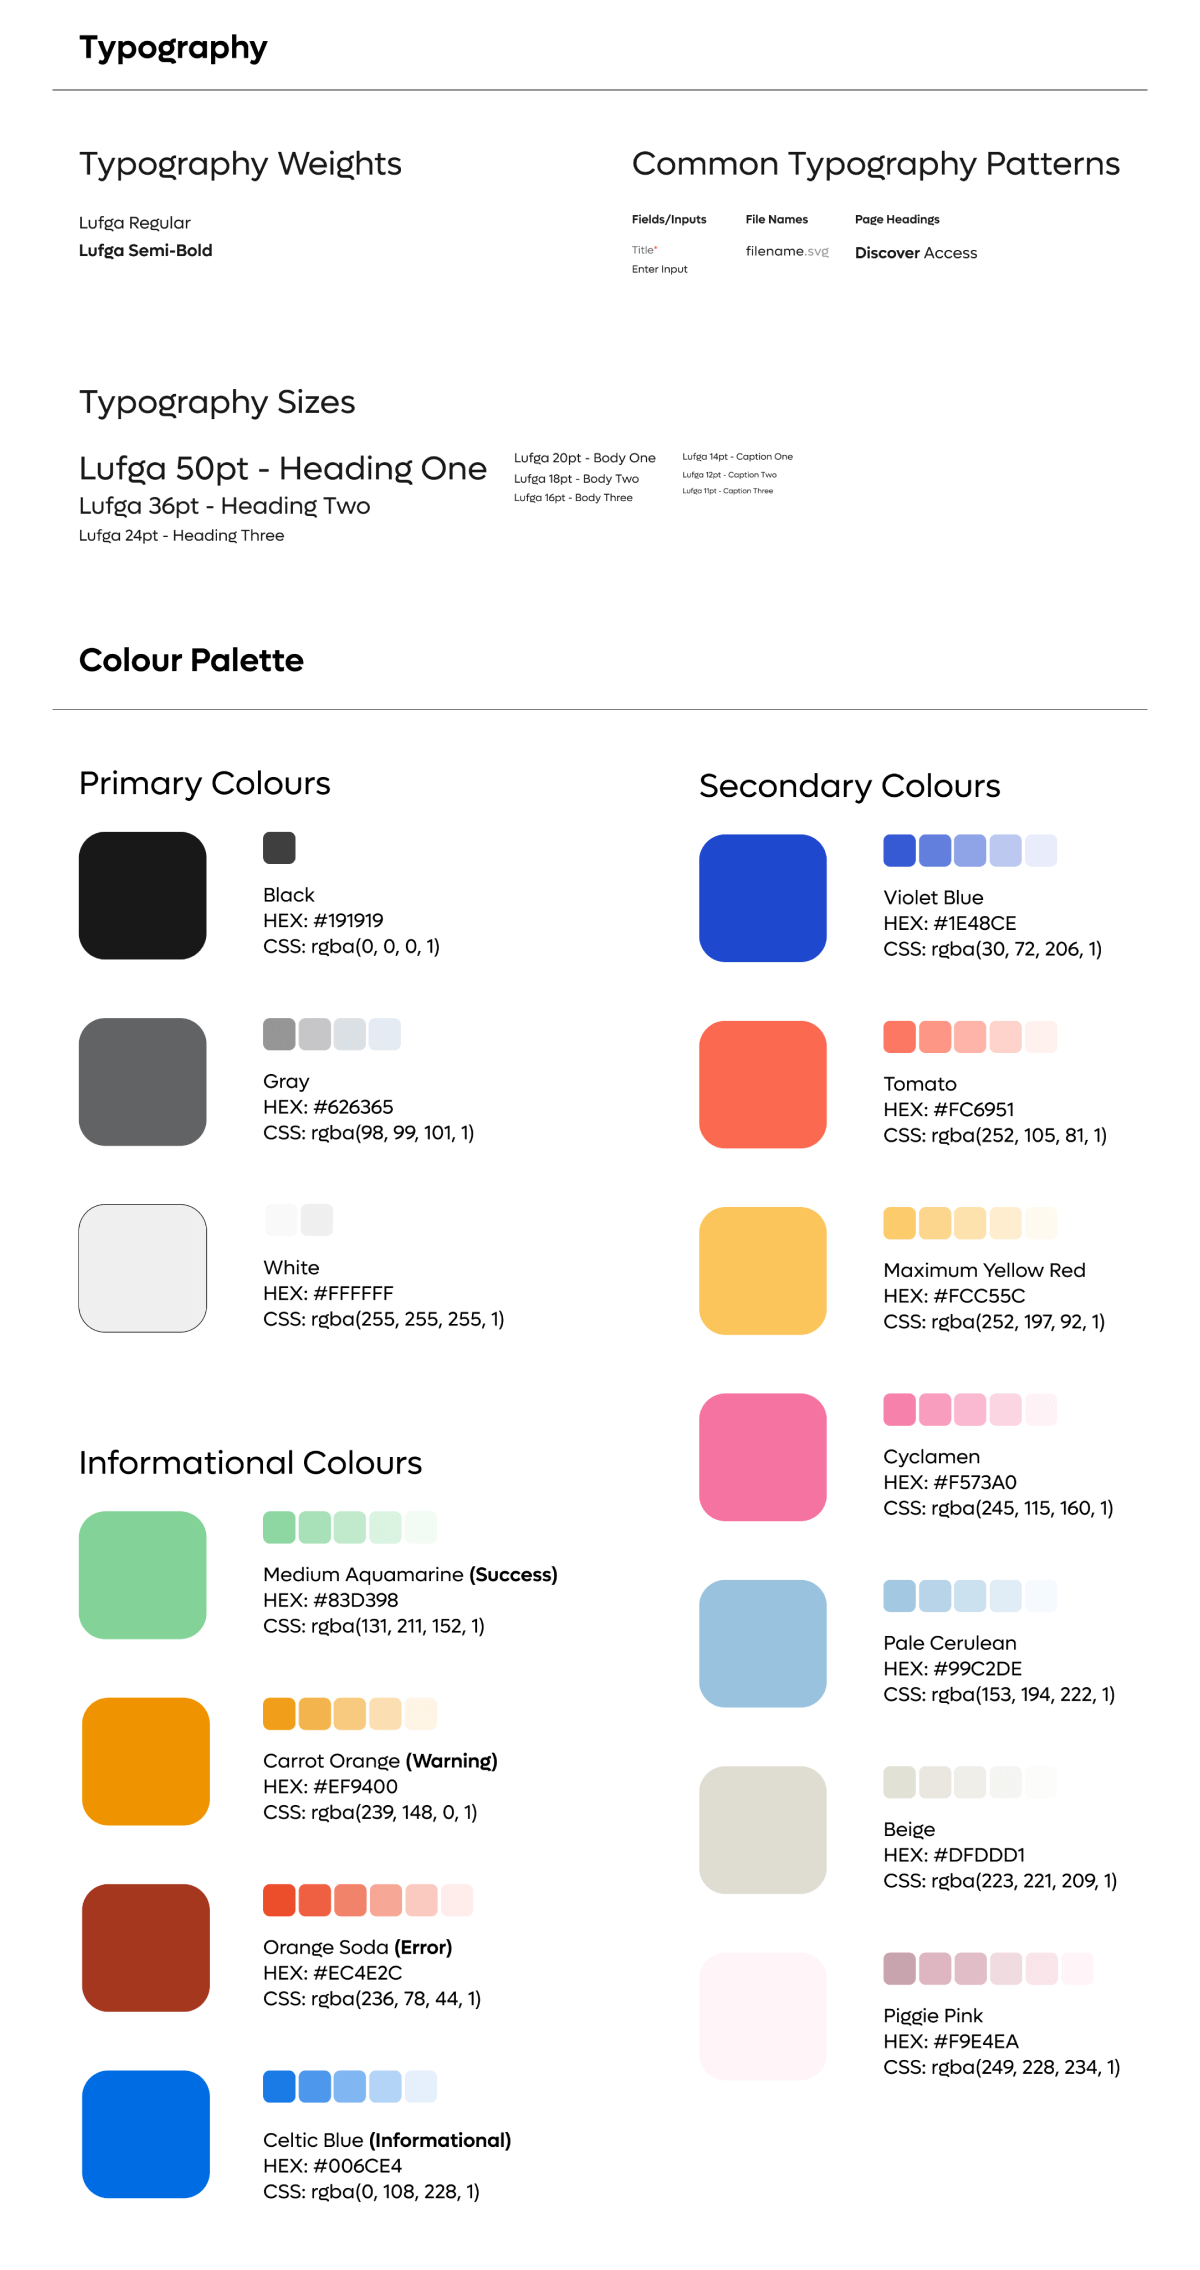 Typography
Typography Weights
Lufga Regular
Lufga Semi-Bold
Common Typography Patterns
Fields/Inputs
Title*
Enter Input
File Names
filename.svg
Page Headings
Discover Access
Typography Sizes
Lufga 50pt - Heading One
Lufga 36pt - Heading Two
Lufga 24pt - Heading Three
Lufga 20pt - Body One
Lufga 18pt - Body Two
Lufga 16pt - Body Three
Lufga 14pt - Caption One
Lufga 12pt - Caption Two
Lufga 11pt - Caption Three
Colour Palette
Primary Colours
Black
HEX: #191919
CSS: rgba(0, 0, 0, 1)
Gray
HEX: #626365
CSS: rgba(98, 99, 101, 1)
White
HEX: #FFFFFF
CSS: rgba(255, 255, 255, 1)
Informational Colours
Medium Aquamarine (Success)
HEX: #83D398
CSS: rgba(131, 211, 152, 1)
Carrot Orange (Warning)
HEX: #EF9400
CSS: rgba(239, 148, 0, 1)
Orange Soda (Error)
HEX: #EC4E2C
CSS: rgba(236, 78, 44, 1)
Celtic Blue (Informational)
HEX: #006CE4
CSS: rgba(0, 108, 228, 1)
Secondary Colours
Violet Blue
HEX: #1E48CE
CSS: rgba(30, 72, 206, 1)
Tomato
HEX: #FC6951
CSS: rgba(252, 105, 81, 1)
Maximum Yellow Red
HEX: #FCC55C
CSS: rgba(252, 197, 92, 1)
Cyclamen
HEX: #F573A0
CSS: rgba(245, 115, 160, 1)
Pale Cerulean
HEX: #99C2DE
CSS: rgba(153, 194, 222, 1)
Beige
HEX: #DFDDD1
CSS: rgba(223, 221, 209, 1)
Piggie Pink
HEX: #F9E4EA
CSS: rgba(249, 228, 234, 1)